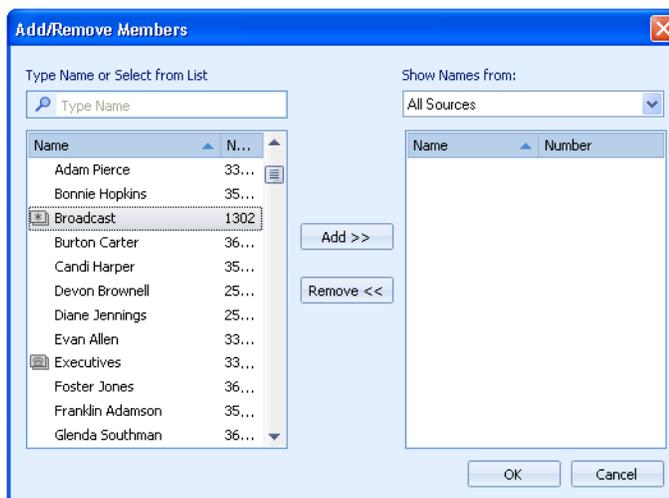 Add/Remove Members
Type Name or Select from List
Show Names from:
Type Name
All Sources
Name N...
Name Number
Adam Pierce 33...
Bonnie Hopkins 35...
Broadcast 1302
Burton Carter 36...
Add >>
Candi Harper 35...
Devon Brownell 25...
Remove <<
Diane Jennings 25...
Evan Allen 33...
Executives 33...
Foster Jones 36...
Franklin Adamson 35...
Glenda Southman 36...
OK
Cancel